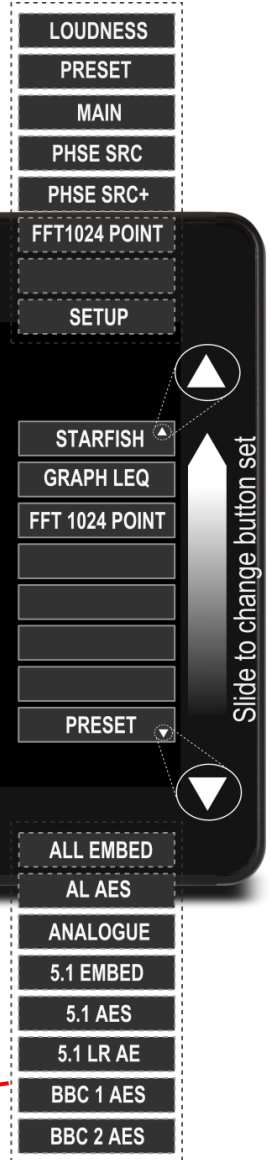 LOUDNESS
PRESET
MAIN
PHSE SRC
PHSE SRC+
FFT1024 POINT
SETUP
STARFISH
GRAPH LEQ
FFT 1024 POINT
PRESET
Slide to change button set
ALL EMBED
AL AES
ANALOGUE
5.1 EMBED
5.1 AES
5.1 LR AE
BBC 1 AES
BBC 2 AES